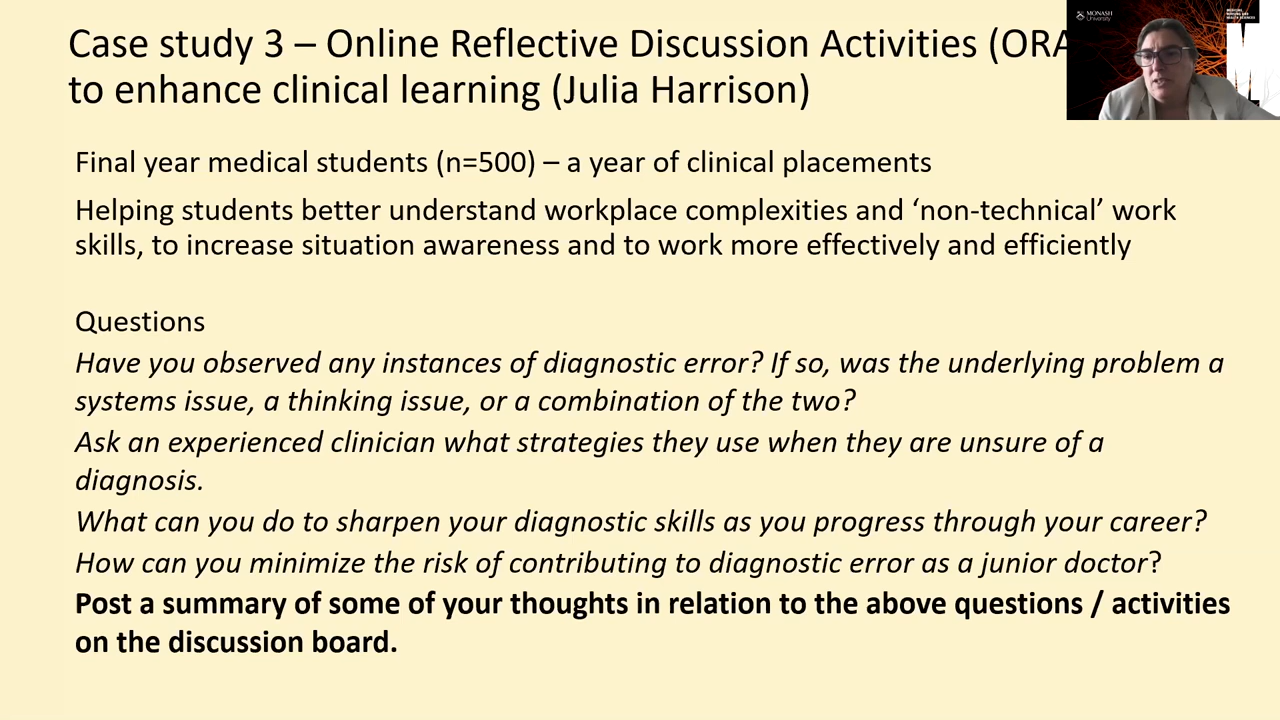 Case study 3 – Online Reflective Discussion Activities (ORA
to enhance clinical learning (Julia Harrison)
MONASH
University
Final year medical students (n=500) – a year of clinical placements
Helping students better understand workplace complexities and ‘non-technical’ work
skills, to increase situation awareness and to work more effectively and efficiently
Questions
Have you observed any instances of diagnostic error? If so, was the underlying problem a
systems issue, a thinking issue, or a combination of the two?
Ask an experienced clinician what strategies they use when they are unsure of a
diagnosis.
What can you do to sharpen your diagnostic skills as you progress through your career?
How can you minimize the risk of contributing to diagnostic error as a junior doctor?
Post a summary of some of your thoughts in relation to the above questions / activities
on the discussion board.